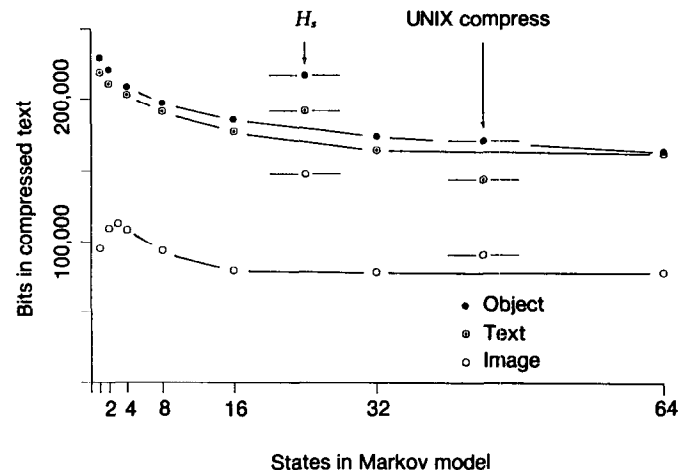 H_s
UNIX compress
Bits in compressed text
200,000
100,000
Object
Text
Image
2 4 8 16 32 64
States in Markov model